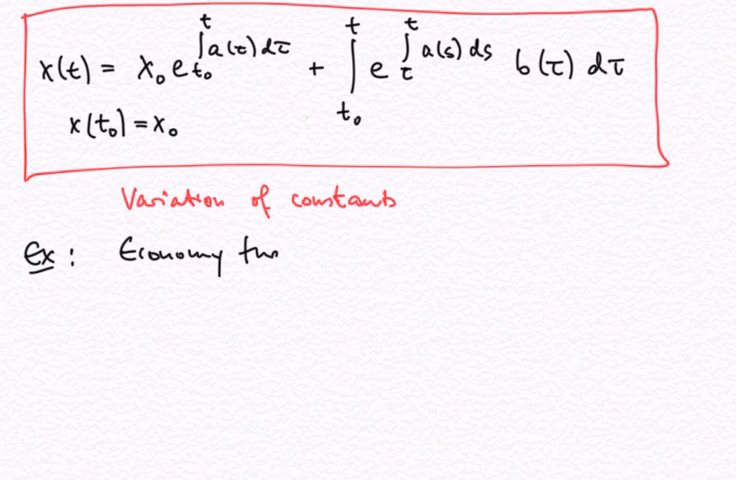 x(t) = x₀ e^{∫_{t₀}^{t} a(τ) dτ} + ∫_{t₀}^{t} e^{∫_{τ}^{t} a(s) ds} b(τ) dτ
x(t₀) = x₀
Variation of constants
Ex : Economy